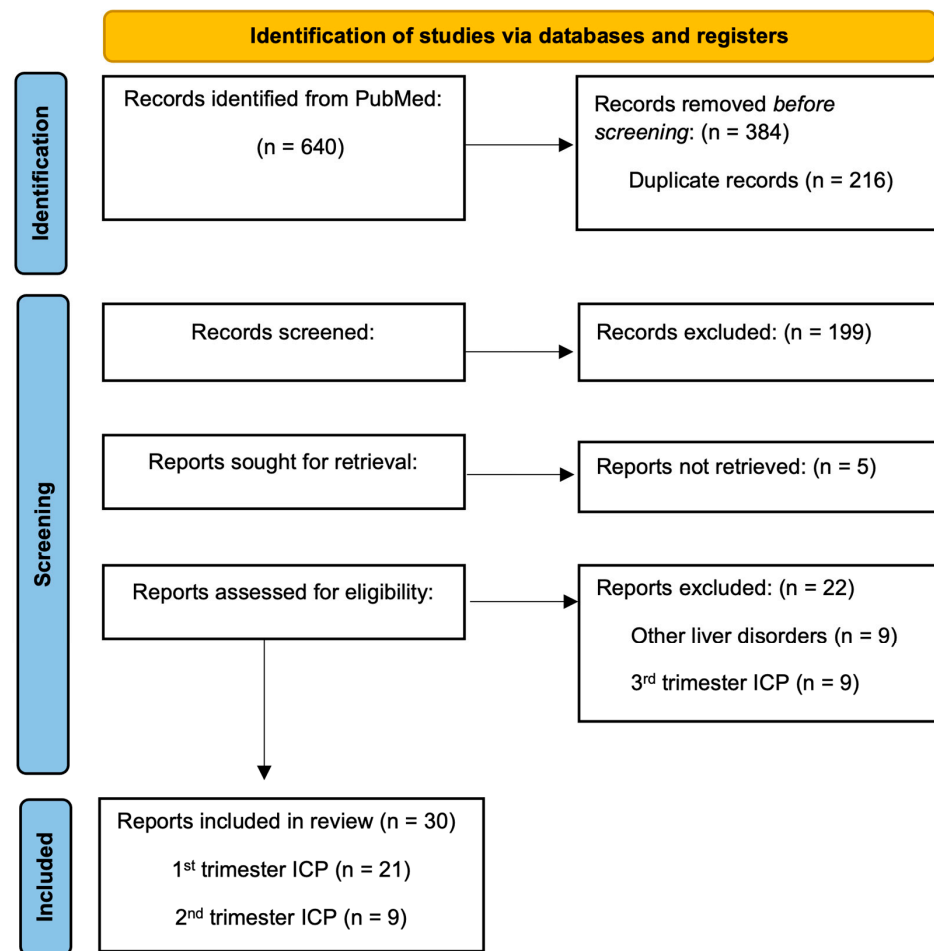 Identification of studies via databases and registers
Identification
Records identified from PubMed:
(n = 640)
Records removed before
screening: (n = 384)
Duplicate records (n = 216)
Screening
Records screened:
Records excluded: (n = 199)
Reports sought for retrieval:
Reports not retrieved: (n = 5)
Reports assessed for eligibility:
Reports excluded: (n = 22)
Other liver disorders (n = 9)
3rd trimester ICP (n = 9)
Included
Reports included in review (n = 30)
1st trimester ICP (n = 21)
2nd trimester ICP (n = 9)